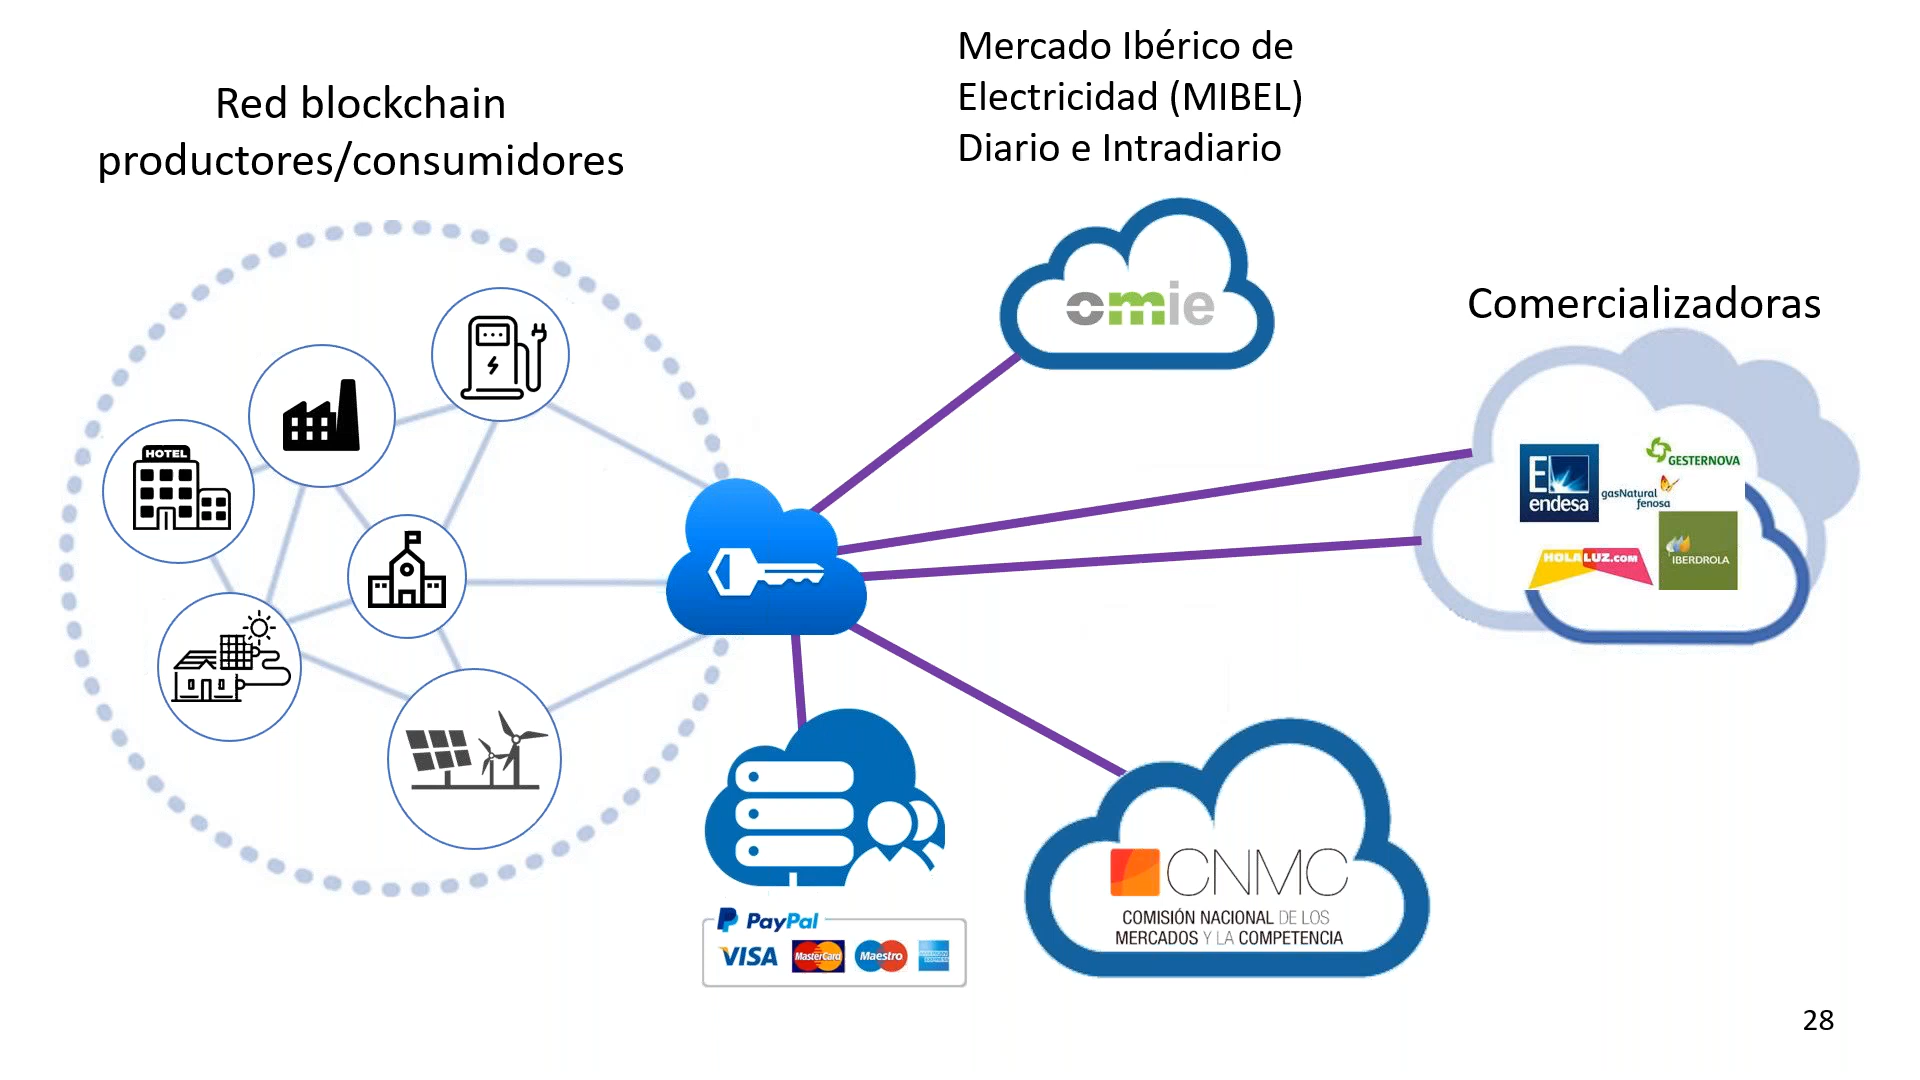 Mercado Ibérico de
Electricidad (MIBEL)
Diario e Intradiario
Red blockchain
productores/consumidores
omie
Comercializadoras
HOTEL
endesa
GESTERNOVA
gasNatural
fenosa
HOLALUZ.COM
IBERDROLA
CNMC
COMISIÓN NACIONAL DE LOS
MERCADOS Y LA COMPETENCIA
PayPal
VISA MasterCard Maestro
28